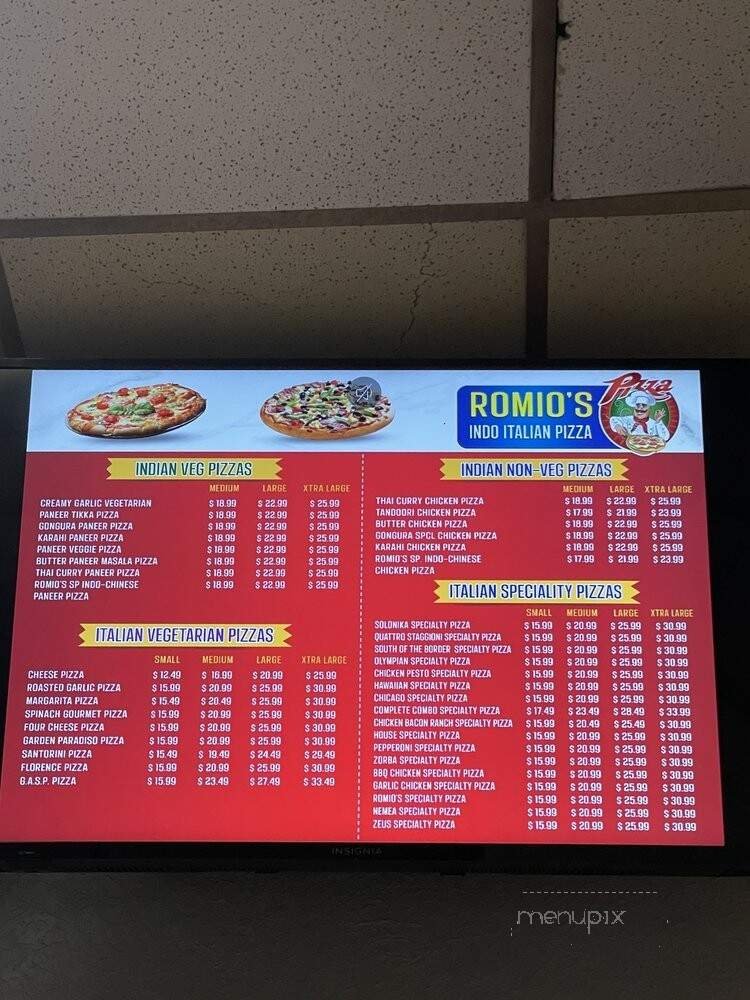 Pizza
ROMIO'S
INDO ITALIAN PIZZA
INDIAN VEG PIZZAS
MEDIUM LARGE XTRA LARGE
CREAMY GARLIC VEGETARIAN $ 18.99 $ 22.99 $ 25.99
PANEER TIKKA PIZZA $ 18.99 $ 22.99 $ 25.99
GONGURA PANEER PIZZA $ 18.99 $ 22.99 $ 25.99
KARAHI PANEER PIZZA $ 18.99 $ 22.99 $ 25.99
PANEER VEGGIE PIZZA $ 18.99 $ 22.99 $ 25.99
BUTTER PANEER MASALA PIZZA $ 18.99 $ 22.99 $ 25.99
THAI CURRY PANEER PIZZA $ 18.99 $ 22.99 $ 25.99
ROMIO'S SP INDO-CHINESE $ 18.99 $ 22.99 $ 25.99
PANEER PIZZA
ITALIAN VEGETARIAN PIZZAS
SMALL MEDIUM LARGE XTRA LARGE
CHEESE PIZZA $ 12.49 $ 16.99 $ 20.99 $ 25.99
ROASTED GARLIC PIZZA $ 15.99 $ 20.99 $ 25.99 $ 30.99
MARGARITA PIZZA $ 15.49 $ 20.49 $ 25.99 $ 30.99
SPINACH GOURMET PIZZA $ 15.99 $ 20.99 $ 25.99 $ 30.99
FOUR CHEESE PIZZA $ 15.99 $ 20.99 $ 25.99 $ 30.99
GARDEN PARADISO PIZZA $ 15.99 $ 20.99 $ 25.99 $ 30.99
SANTORINI PIZZA $ 15.49 $ 19.49 $ 24.49 $ 29.49
FLORENCE PIZZA $ 15.99 $ 20.99 $ 25.99 $ 30.99
G.A.S.P. PIZZA $ 15.99 $ 23.49 $ 27.49 $ 33.49
INDIAN NON-VEG PIZZAS
MEDIUM LARGE XTRA LARGE
THAI CURRY CHICKEN PIZZA $ 18.99 $ 22.99 $ 25.99
TANDOORI CHICKEN PIZZA $ 17.99 $ 21.99 $ 23.99
BUTTER CHICKEN PIZZA $ 18.99 $ 22.99 $ 25.99
GONGURA SPCL CHICKEN PIZZA $ 18.99 $ 22.99 $ 25.99
KARAHI CHICKEN PIZZA $ 18.99 $ 22.99 $ 25.99
ROMIO'S SP. INDO-CHINESE $ 17.99 $ 21.99 $ 23.99
CHICKEN PIZZA
ITALIAN SPECIALITY PIZZAS
SMALL MEDIUM LARGE XTRA LARGE
SOLONIKA SPECIALTY PIZZA $ 15.99 $ 20.99 $ 25.99 $ 30.99
QUATTRO STAGGIONI SPECIALTY PIZZA $ 15.99 $ 20.99 $ 25.99 $ 30.99
SOUTH OF THE BORDER SPECIALTY PIZZA $ 15.99 $ 20.99 $ 25.99 $ 30.99
OLYMPIAN SPECIALTY PIZZA $ 15.99 $ 20.99 $ 25.99 $ 30.99
CHICKEN PESTO SPECIALTY PIZZA $ 15.99 $ 20.99 $ 25.99 $ 30.99
HAWAIIAN SPECIALTY PIZZA $ 15.99 $ 20.99 $ 25.99 $ 30.99
CHICAGO SPECIALTY PIZZA $ 15.99 $ 20.99 $ 25.99 $ 30.99
COMPLETE COMBO SPECIALTY PIZZA $ 17.49 $ 23.49 $ 28.49 $ 33.99
CHICKEN BACON RANCH SPECIALTY PIZZA $ 15.99 $ 20.49 $ 25.49 $ 30.99
HOUSE SPECIALTY PIZZA $ 15.99 $ 20.99 $ 25.99 $ 30.99
PEPPERONI SPECIALTY PIZZA $ 15.99 $ 20.99 $ 25.99 $ 30.99
ZORBA SPECIALTY PIZZA $ 15.99 $ 20.99 $ 25.99 $ 30.99
BBQ CHICKEN SPECIALTY PIZZA $ 15.99 $ 20.99 $ 25.99 $ 30.99
GARLIC CHICKEN SPECIALTY PIZZA $ 15.99 $ 20.99 $ 25.99 $ 30.99
ROMIO'S SPECIALTY PIZZA $ 15.99 $ 20.99 $ 25.99 $ 30.99
NEMEA SPECIALTY PIZZA $ 15.99 $ 20.99 $ 25.99 $ 30.99
ZEUS SPECIALTY PIZZA $ 15.99 $ 20.99 $ 25.99 $ 30.99
INSIGNIA
menupix